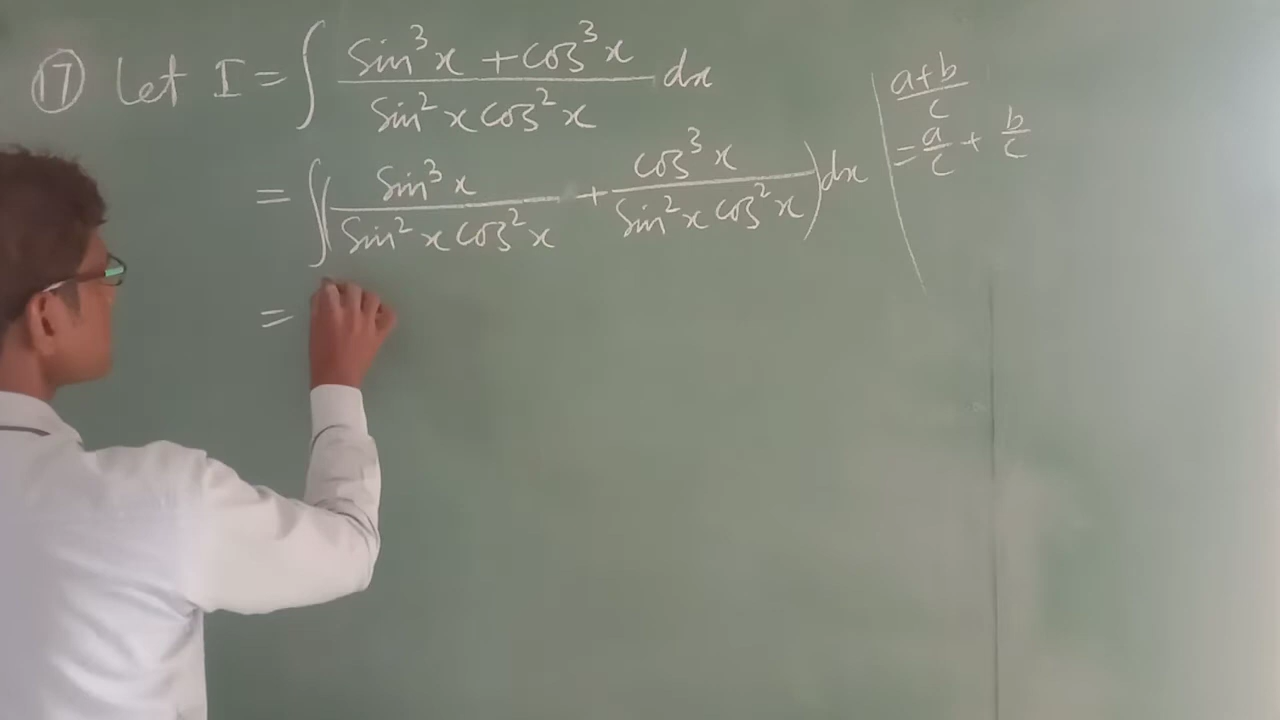 ⑰ Let I = ∫ (sin³x + cos³x)/(sin²x cos²x) dx
= ∫ ( sin³x/(sin²x cos²x) + cos³x/(sin²x cos²x) ) dx
=
(a+b)/c
= a/c + b/c